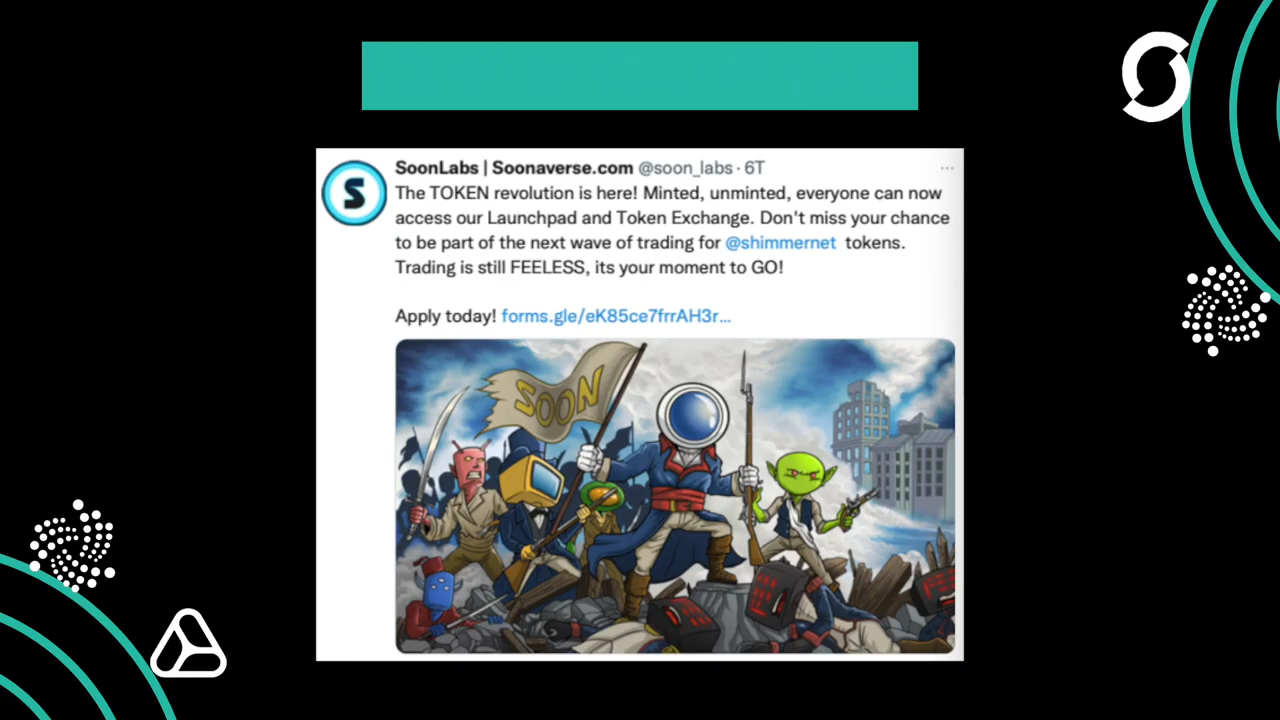 SoonLabs | Soonaverse.com @soon_labs · 6T
The TOKEN revolution is here! Minted, unminted, everyone can now
access our Launchpad and Token Exchange. Don't miss your chance
to be part of the next wave of trading for @shimmernet tokens.
Trading is still FEELESS, its your moment to GO!
Apply today! forms.gle/eK85ce7frrAH3r...
SOON